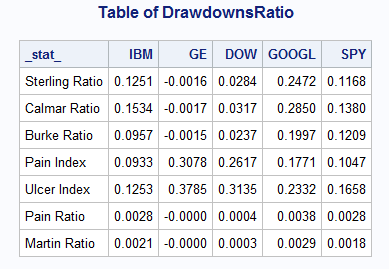 Table of DrawdownsRatio
_stat_ IBM GE DOW GOOGL SPY
Sterling Ratio 0.1251 -0.0016 0.0284 0.2472 0.1168
Calmar Ratio 0.1534 -0.0017 0.0317 0.2850 0.1380
Burke Ratio 0.0957 -0.0015 0.0237 0.1997 0.1209
Pain Index 0.0933 0.3078 0.2617 0.1771 0.1047
Ulcer Index 0.1253 0.3785 0.3135 0.2332 0.1658
Pain Ratio 0.0028 -0.0000 0.0004 0.0038 0.0028
Martin Ratio 0.0021 -0.0000 0.0003 0.0029 0.0018